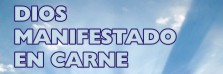 DIOS
MANIFESTADO
EN CARNE